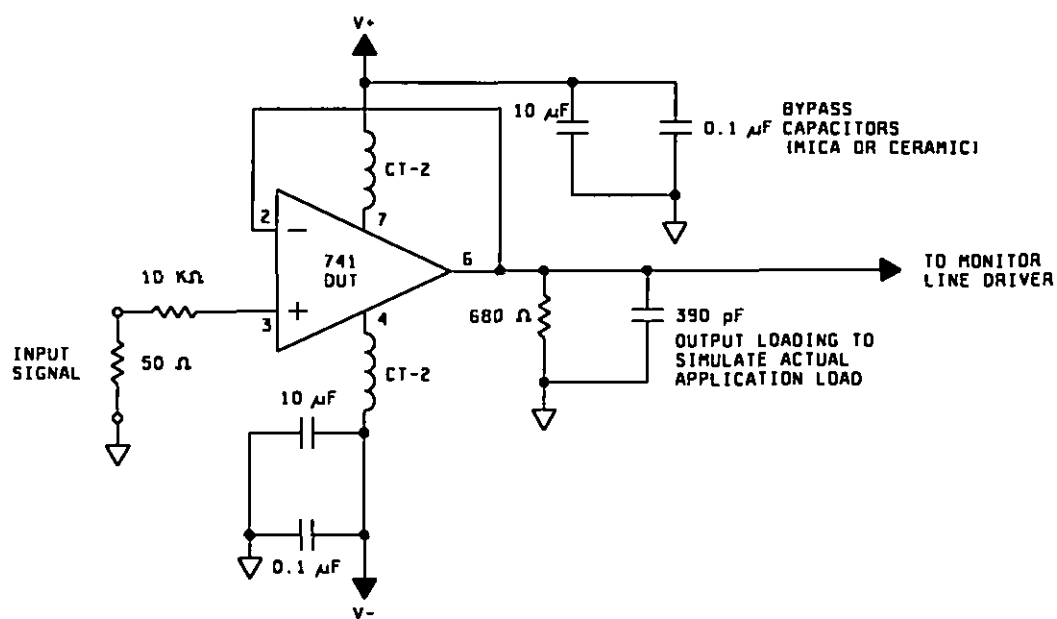 V+
10 µF
0.1 µF
BYPASS
CAPACITORS
(MICA OR CERAMIC)
CT-2
2
7
−
741
DUT
6
TO MONITOR
LINE DRIVER
10 KΩ
+
3
4
680 Ω
390 pF
OUTPUT LOADING TO
SIMULATE ACTUAL
APPLICATION LOAD
INPUT
SIGNAL
50 Ω
CT-2
10 µF
0.1 µF
V-